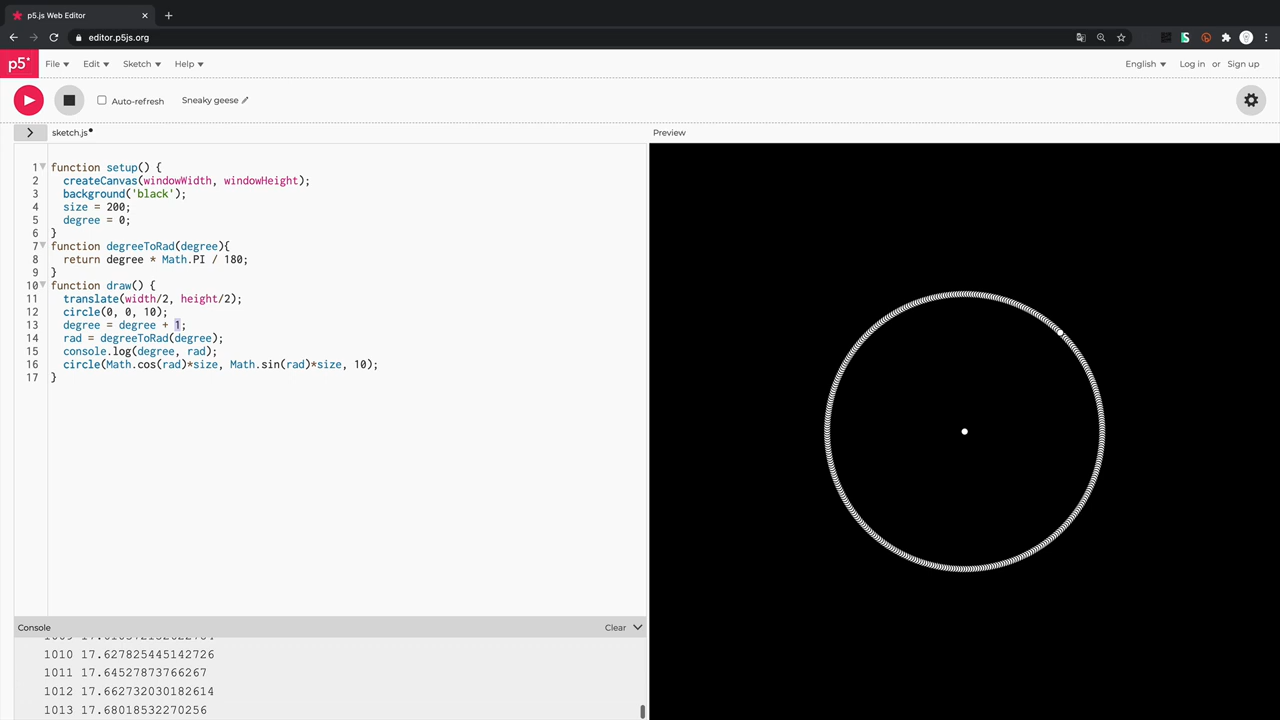 p5.js Web Editor
editor.p5js.org
p5* File Edit Sketch Help English Log in or Sign up
Auto-refresh Sneaky geese
sketch.js Preview
1 function setup() {
2 createCanvas(windowWidth, windowHeight);
3 background('black');
4 size = 200;
5 degree = 0;
6 }
7 function degreeToRad(degree){
8 return degree * Math.PI / 180;
9 }
10 function draw() {
11 translate(width/2, height/2);
12 circle(0, 0, 10);
13 degree = degree + 1;
14 rad = degreeToRad(degree);
15 console.log(degree, rad);
16 circle(Math.cos(rad)*size, Math.sin(rad)*size, 10);
17 }
Console Clear
1010 17.627825445142726
1011 17.64527873766267
1012 17.662732030182614
1013 17.68018532270256